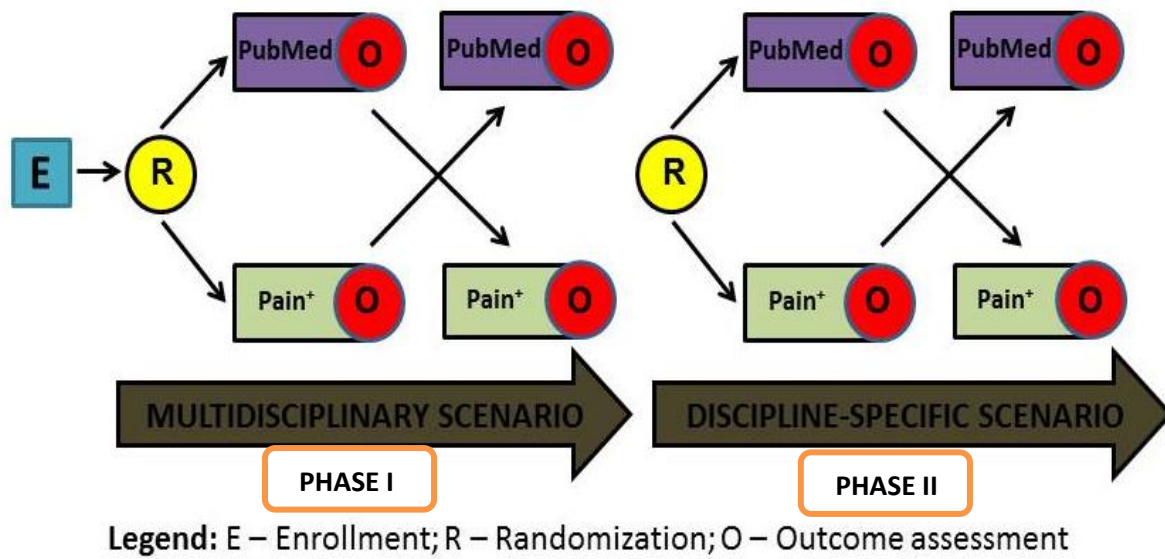 PubMed O PubMed O PubMed O PubMed O
E R R
Pain⁺ O Pain⁺ O Pain⁺ O Pain⁺ O
MULTIDISCIPLINARY SCENARIO DISCIPLINE-SPECIFIC SCENARIO
PHASE I PHASE II
Legend: E – Enrollment; R – Randomization; O – Outcome assessment